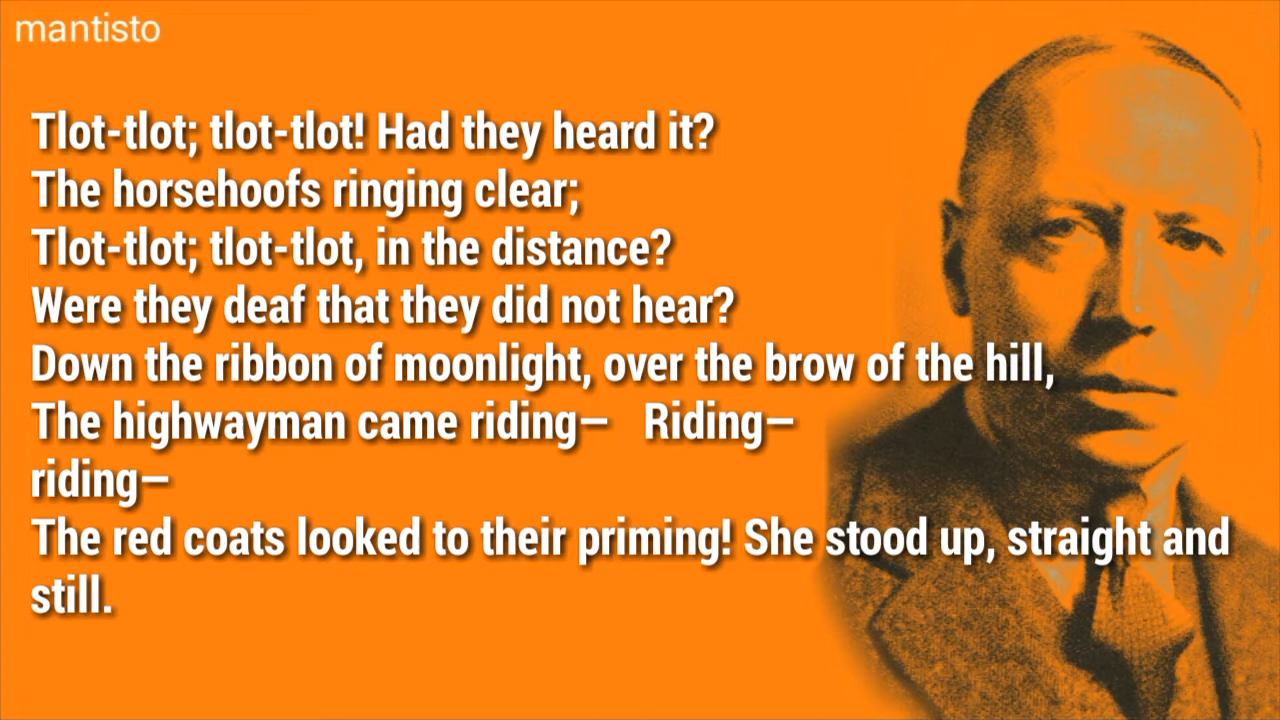 mantisto
Tlot-tlot; tlot-tlot! Had they heard it?
The horsehoofs ringing clear;
Tlot-tlot; tlot-tlot, in the distance?
Were they deaf that they did not hear?
Down the ribbon of moonlight, over the brow of the hill,
The highwayman came riding—   Riding—
riding—
The red coats looked to their priming! She stood up, straight and
still.